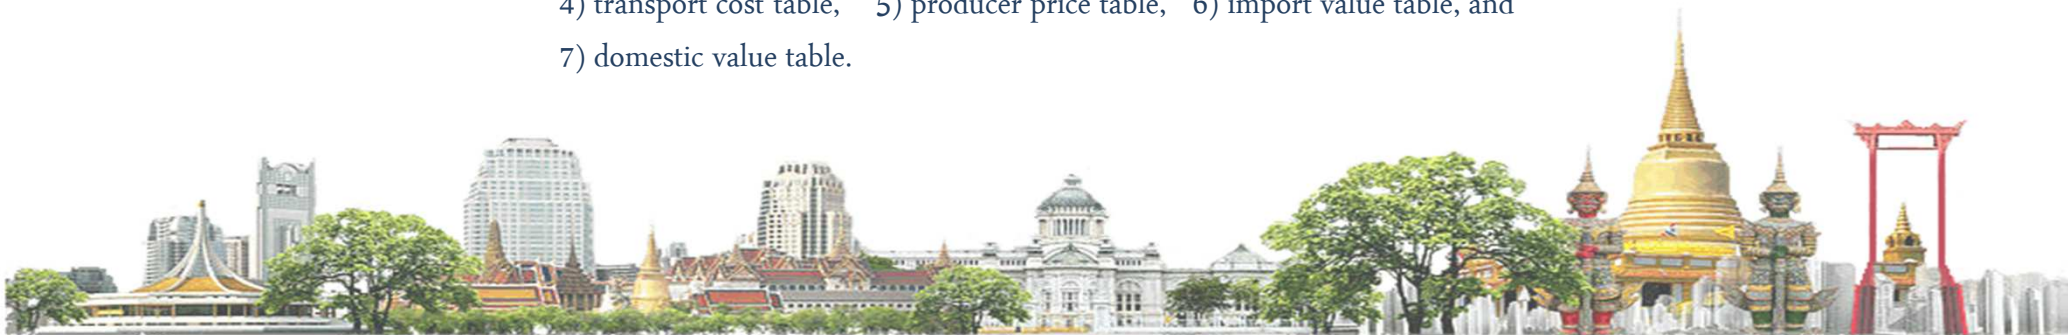 4) transport cost table, 5) producer price table, 6) import value table, and
7) domestic value table.